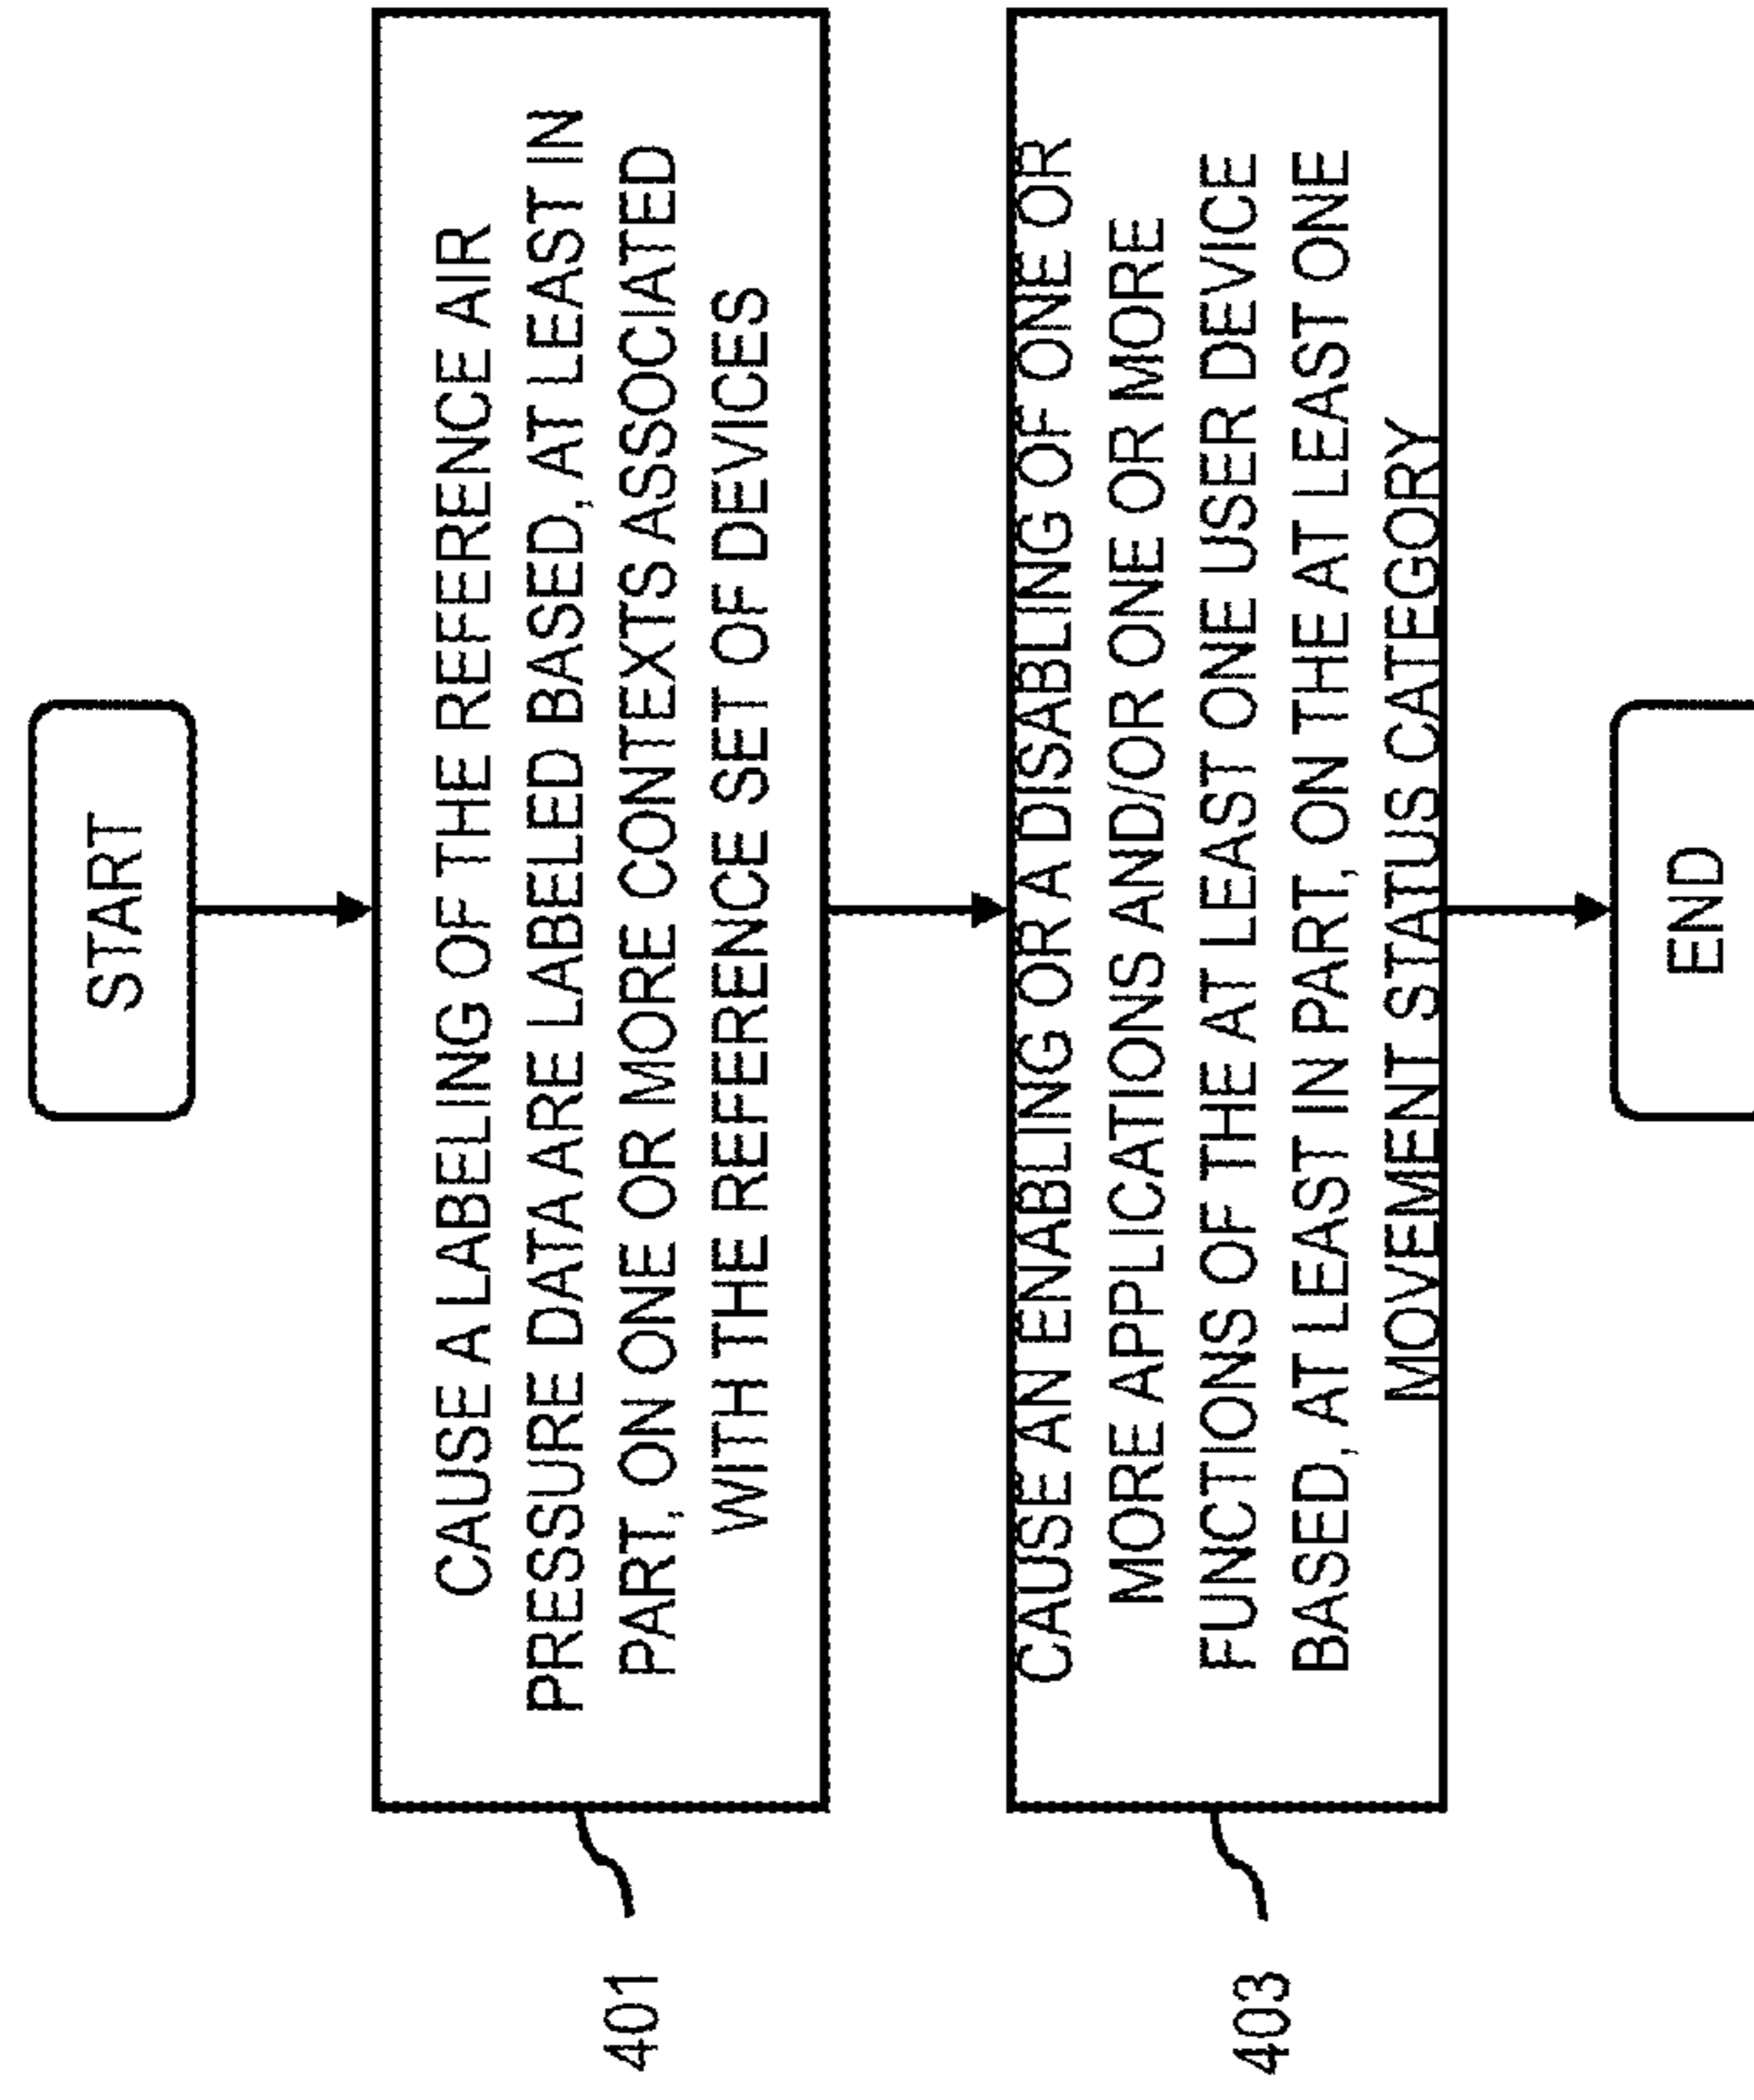 START
CAUSE A LABELING OF THE REFERENCE AIR
PRESSURE DATA ARE LABELED BASED, AT LEAST IN
PART, ON ONE OR MORE CONTEXTS ASSOCIATED
WITH THE REFERENCE SET OF DEVICES
401
CAUSE AN ENABLING OR A DISABLING OF ONE OR
MORE APPLICATIONS AND/OR ONE OR MORE
FUNCTIONS OF THE AT LEAST ONE USER DEVICE
BASED, AT LEAST IN PART, ON THE AT LEAST ONE
MOVEMENT STATUS CATEGORY
403
END